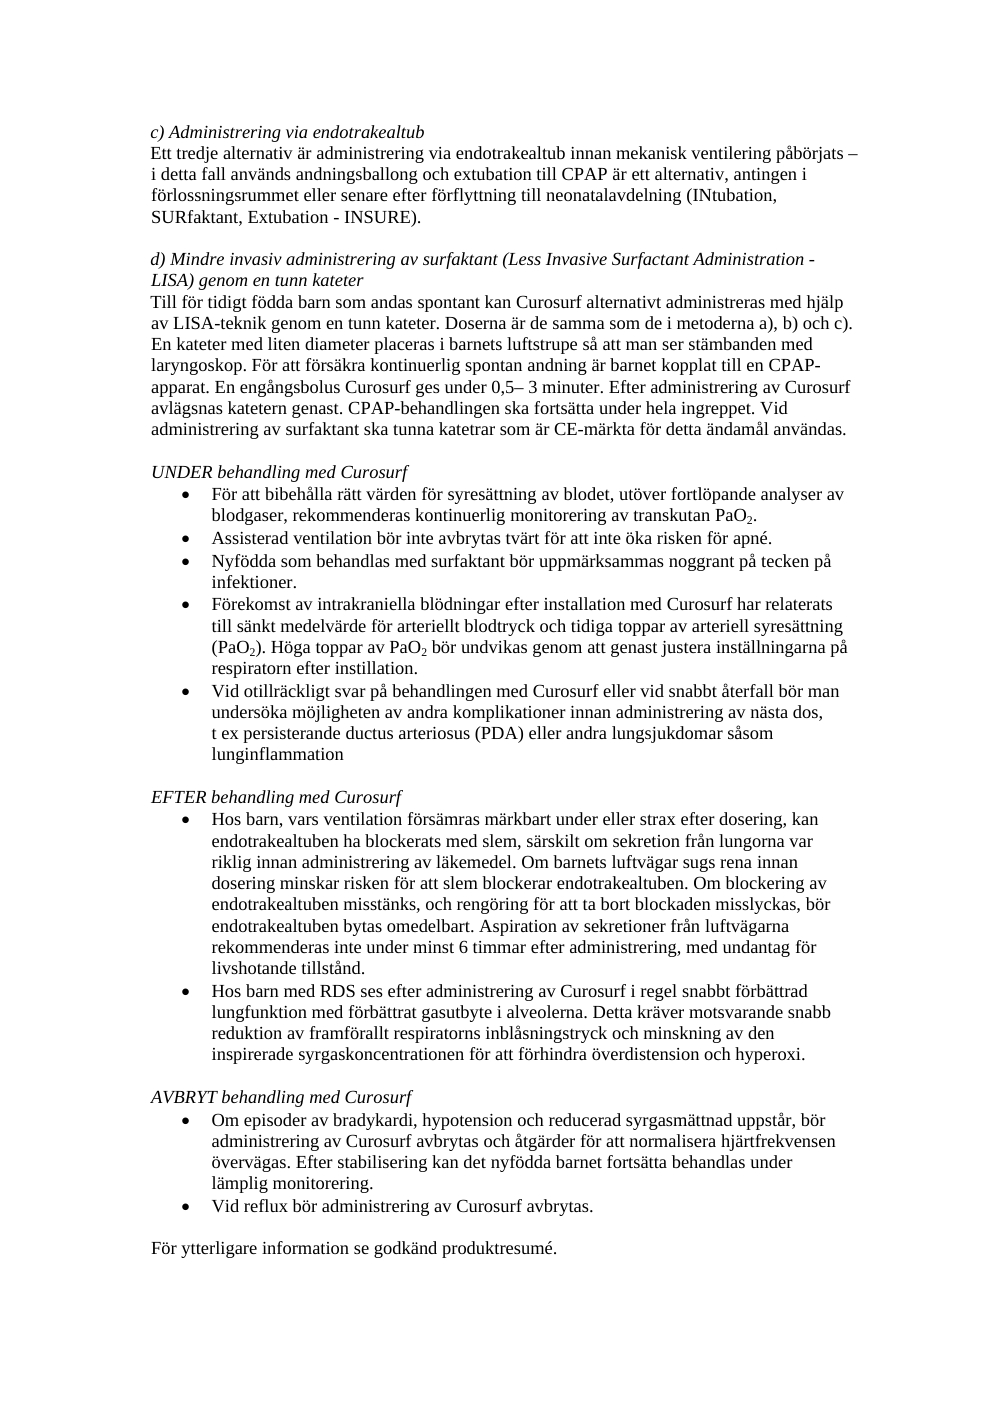 c) Administrering via endotrakealtub
Ett tredje alternativ är administrering via endotrakealtub innan mekanisk ventilering påbörjats –
i detta fall används andningsballong och extubation till CPAP är ett alternativ, antingen i
förlossningsrummet eller senare efter förflyttning till neonatalavdelning (INtubation,
SURfaktant, Extubation - INSURE).
d) Mindre invasiv administrering av surfaktant (Less Invasive Surfactant Administration -
LISA) genom en tunn kateter
Till för tidigt födda barn som andas spontant kan Curosurf alternativt administreras med hjälp
av LISA-teknik genom en tunn kateter. Doserna är de samma som de i metoderna a), b) och c).
En kateter med liten diameter placeras i barnets luftstrupe så att man ser stämbanden med
laryngoskop. För att försäkra kontinuerlig spontan andning är barnet kopplat till en CPAP-
apparat. En engångsbolus Curosurf ges under 0,5– 3 minuter. Efter administrering av Curosurf
avlägsnas katetern genast. CPAP-behandlingen ska fortsätta under hela ingreppet. Vid
administrering av surfaktant ska tunna katetrar som är CE-märkta för detta ändamål användas.
UNDER behandling med Curosurf
• För att bibehålla rätt värden för syresättning av blodet, utöver fortlöpande analyser av
blodgaser, rekommenderas kontinuerlig monitorering av transkutan PaO₂.
• Assisterad ventilation bör inte avbrytas tvärt för att inte öka risken för apné.
• Nyfödda som behandlas med surfaktant bör uppmärksammas noggrant på tecken på
infektioner.
• Förekomst av intrakraniella blödningar efter installation med Curosurf har relaterats
till sänkt medelvärde för arteriellt blodtryck och tidiga toppar av arteriell syresättning
(PaO₂). Höga toppar av PaO₂ bör undvikas genom att genast justera inställningarna på
respiratorn efter instillation.
• Vid otillräckligt svar på behandlingen med Curosurf eller vid snabbt återfall bör man
undersöka möjligheten av andra komplikationer innan administrering av nästa dos,
t ex persisterande ductus arteriosus (PDA) eller andra lungsjukdomar såsom
lunginflammation
EFTER behandling med Curosurf
• Hos barn, vars ventilation försämras märkbart under eller strax efter dosering, kan
endotrakealtuben ha blockerats med slem, särskilt om sekretion från lungorna var
riklig innan administrering av läkemedel. Om barnets luftvägar sugs rena innan
dosering minskar risken för att slem blockerar endotrakealtuben. Om blockering av
endotrakealtuben misstänks, och rengöring för att ta bort blockaden misslyckas, bör
endotrakealtuben bytas omedelbart. Aspiration av sekretioner från luftvägarna
rekommenderas inte under minst 6 timmar efter administrering, med undantag för
livshotande tillstånd.
• Hos barn med RDS ses efter administrering av Curosurf i regel snabbt förbättrad
lungfunktion med förbättrat gasutbyte i alveolerna. Detta kräver motsvarande snabb
reduktion av framförallt respiratorns inblåsningstryck och minskning av den
inspirerade syrgaskoncentrationen för att förhindra överdistension och hyperoxi.
AVBRYT behandling med Curosurf
• Om episoder av bradykardi, hypotension och reducerad syrgasmättnad uppstår, bör
administrering av Curosurf avbrytas och åtgärder för att normalisera hjärtfrekvensen
övervägas. Efter stabilisering kan det nyfödda barnet fortsätta behandlas under
lämplig monitorering.
• Vid reflux bör administrering av Curosurf avbrytas.
För ytterligare information se godkänd produktresumé.